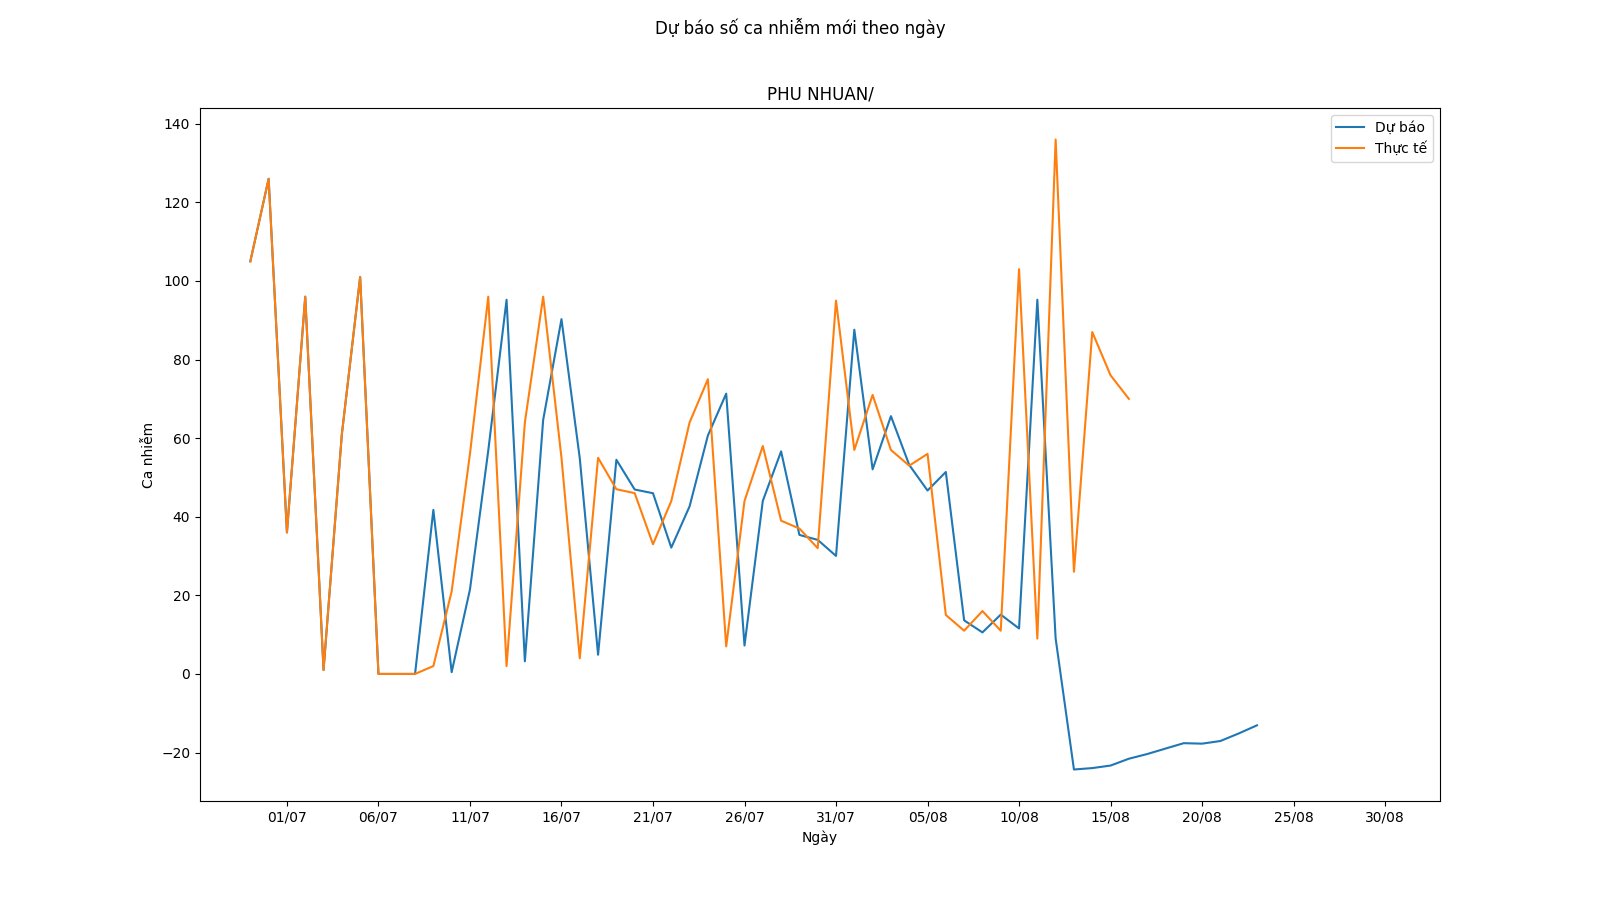 Dự báo số ca nhiễm mới theo ngày
PHU NHUAN/
Dự báo
Thực tế
140
120
100
80
60
40
20
0
−20
Ca nhiễm
01/07 06/07 11/07 16/07 21/07 26/07 31/07 05/08 10/08 15/08 20/08 25/08 30/08
Ngày